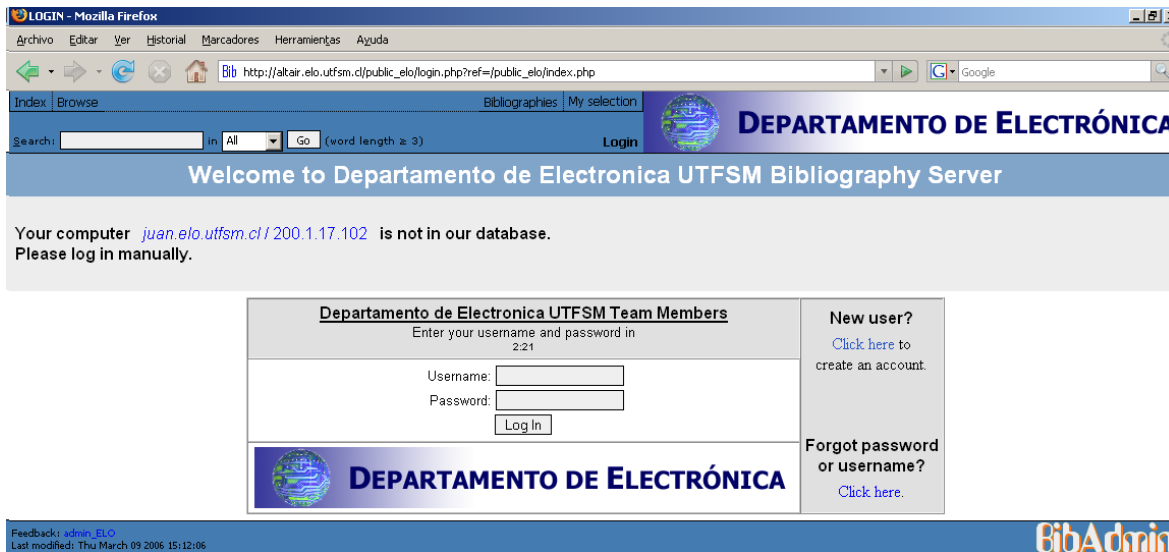 LOGIN - Mozilla Firefox
Archivo Editar Ver Historial Marcadores Herramientas Ayuda
Bib http://altair.elo.utfsm.cl/public_elo/login.php?ref=/public_elo/index.php G Google
Index Browse Bibliographies My selection
DEPARTAMENTO DE ELECTRÓNICA
Search: in All Go (word length ≥ 3) Login
Welcome to Departamento de Electronica UTFSM Bibliography Server
Your computer juan.elo.utfsm.cl / 200.1.17.102 is not in our database.
Please log in manually.
Departamento de Electronica UTFSM Team Members
Enter your username and password in
2:21
Username:
Password:
Log In
DEPARTAMENTO DE ELECTRÓNICA
New user?
Click here to
create an account.
Forgot password
or username?
Click here.
Feedback: admin_ELO
Last modified: Thu March 09 2006 15:12:06
BibAdmin